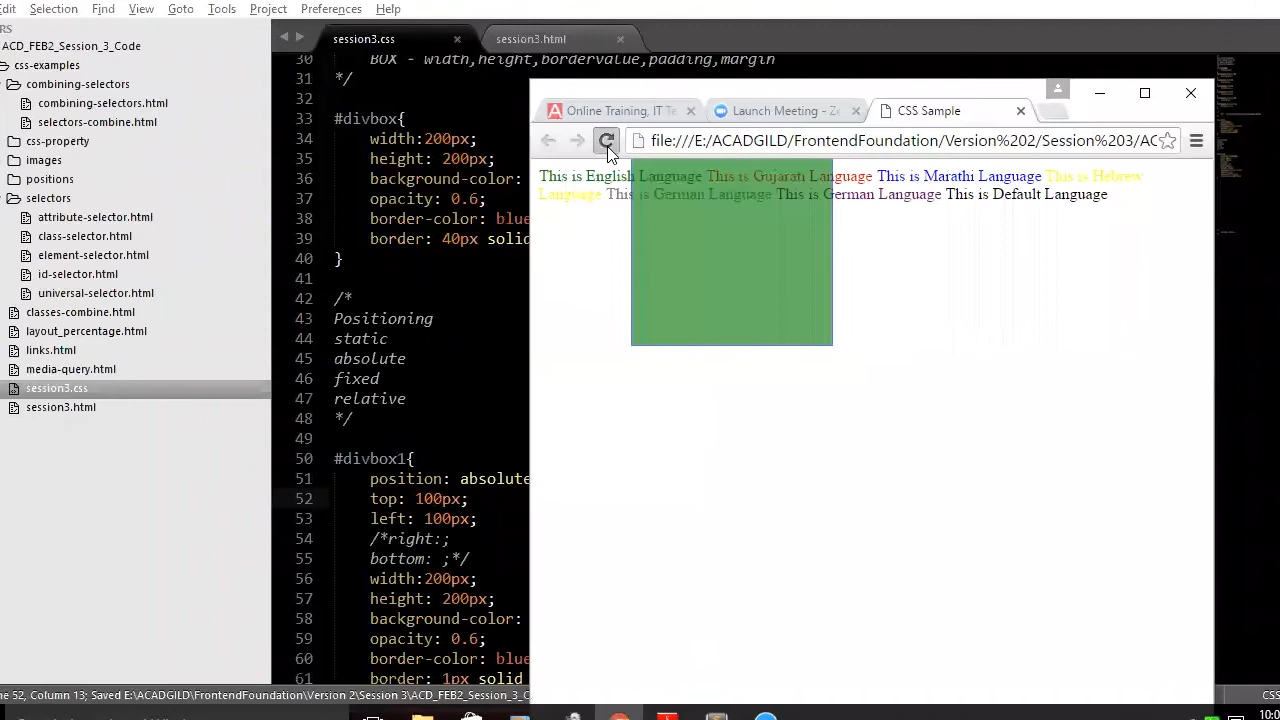 Edit Selection Find View Goto Tools Project Preferences Help
session3.css × session3.html ×
ACD_FEB2_Session_3_Code
css-examples
combining-selectors
combining-selectors.html
selectors-combine.html
css-property
images
positions
selectors
attribute-selector.html
class-selector.html
element-selector.html
id-selector.html
universal-selector.html
classes-combine.html
layout_percentage.html
links.html
media-query.html
session3.css
session3.html
30 BOX - width,height,bordervalue,padding,margin
31 */
32
33 #divbox{
34 width:200px;
35 height: 200px;
36 background-color:
37 opacity: 0.6;
38 border-color: blue
39 border: 40px solid
40 }
41
42 /*
43 Positioning
44 static
45 absolute
46 fixed
47 relative
48 */
49
50 #divbox1{
51 position: absolute
52 top: 100px;
53 left: 100px;
54 /*right:;
55 bottom: ;*/
56 width:200px;
57 height: 200px;
58 background-color:
59 opacity: 0.6;
60 border-color: blue
61 border: 1px solid
Online Training, IT Te × Launch Meeting - Ze × CSS Sample ×
file:///E:/ACADGILD/FrontendFoundation/Version%202/Session%203/AC
This is English Language This is Gujarati Language This is Marathi Language This is Hebrew
Language This is German Language This is German Language This is Default Language
52, Column 13; Saved E:\ACADGILD\FrontendFoundation\Version 2\Session 3\ACD_FEB2_Session_3_C
CSS
10:0